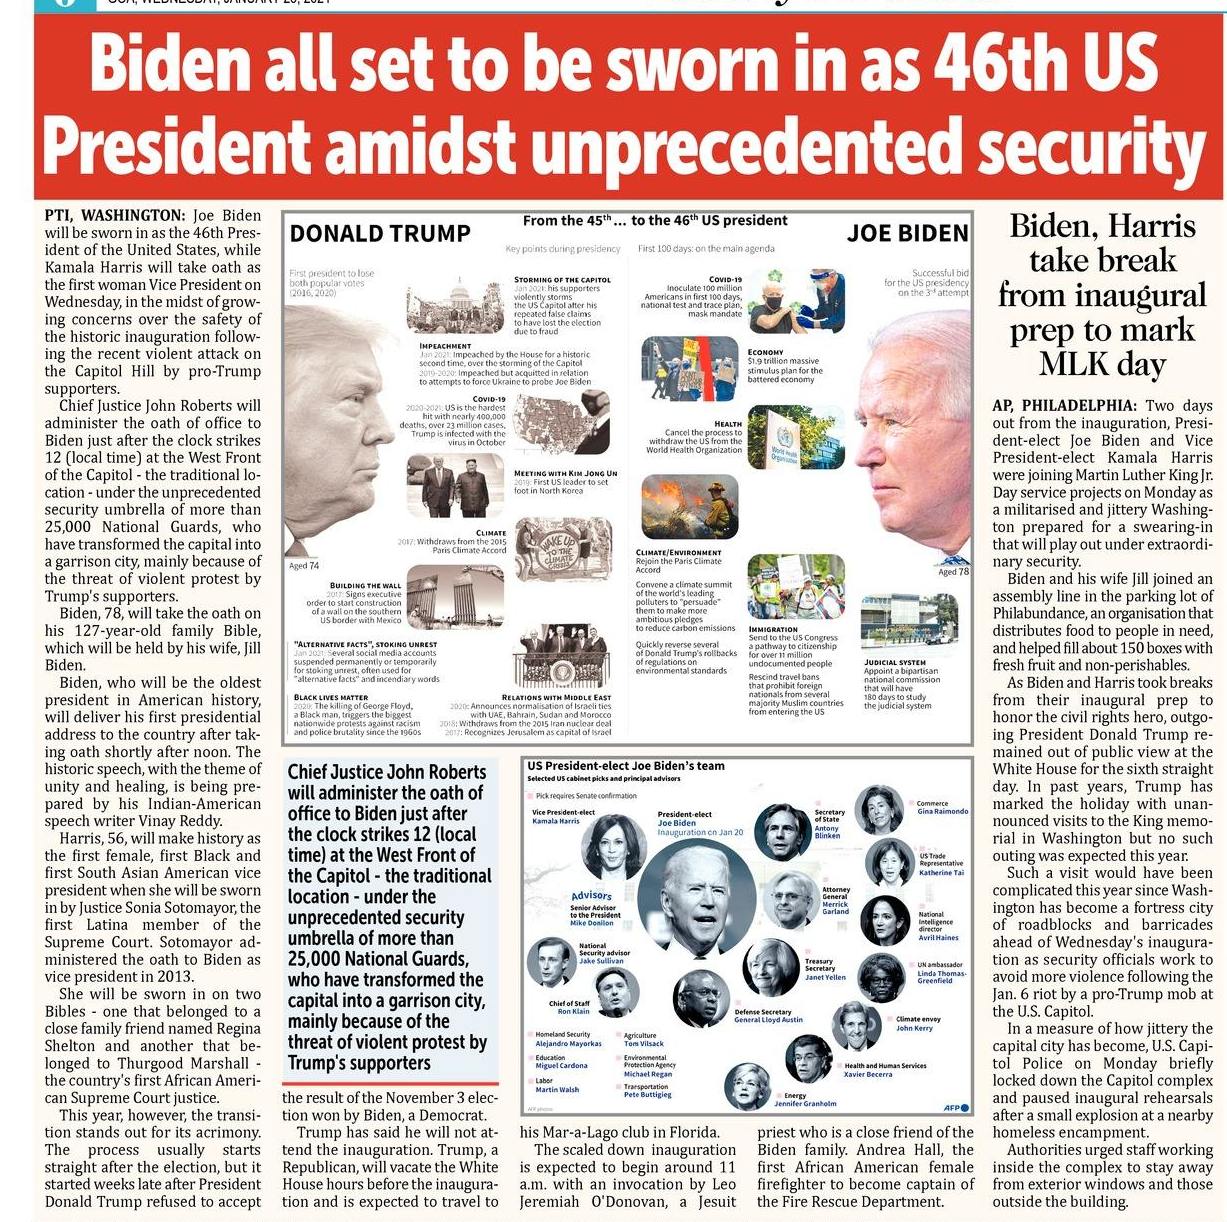 6 GOA, WEDNESDAY, JANUARY 20, 2021
Biden all set to be sworn in as 46th US
President amidst unprecedented security
PTI, WASHINGTON: Joe Biden
will be sworn in as the 46th Pres-
ident of the United States, while
Kamala Harris will take oath as
the first woman Vice President on
Wednesday, in the midst of grow-
ing concerns over the safety of
the historic inauguration follow-
ing the recent violent attack on
the Capitol Hill by pro-Trump
supporters.
Chief Justice John Roberts will
administer the oath of office to
Biden just after the clock strikes
12 (local time) at the West Front
of the Capitol - the traditional lo-
cation - under the unprecedented
security umbrella of more than
25,000 National Guards, who
have transformed the capital into
a garrison city, mainly because of
the threat of violent protest by
Trump's supporters.
Biden, 78, will take the oath on
his 127-year-old family Bible,
which will be held by his wife, Jill
Biden.
Biden, who will be the oldest
president in American history,
will deliver his first presidential
address to the country after tak-
ing oath shortly after noon. The
historic speech, with the theme of
unity and healing, is being pre-
pared by his Indian-American
speech writer Vinay Reddy.
Harris, 56, will make history as
the first female, first Black and
first South Asian American vice
president when she will be sworn
in by Justice Sonia Sotomayor, the
first Latina member of the
Supreme Court. Sotomayor ad-
ministered the oath to Biden as
vice president in 2013.
She will be sworn in on two
Bibles - one that belonged to a
close family friend named Regina
Shelton and another that be-
longed to Thurgood Marshall -
the country's first African Ameri-
can Supreme Court justice.
This year, however, the transi-
tion stands out for its acrimony.
The process usually starts
straight after the election, but it
started weeks late after President
Donald Trump refused to accept
From the 45th... to the 46th US president
DONALD TRUMP
Key points during presidency
First president to lose
both popular votes
(2016, 2020)
STORMING OF THE CAPITOL
Jan 2021: his supporters
violently storms
the US Capitol after his
repeated false claims
to have lost the election
due to fraud
IMPEACHMENT
Jan 2021: Impeached by the House for a historic
second time, over the storming of the Capitol
2019-2020: Impeached but acquitted in relation
to attempts to force Ukraine to probe Joe Biden
COVID-19
2020-2021: US is the hardest
hit with nearly 400,000
deaths, over 23 million cases,
Trump is infected with the
virus in October
MEETING WITH KIM JONG UN
2019: First US leader to set
foot in North Korea
CLIMATE
2017: Withdraws from the 2015
Paris Climate Accord
WAKE UP
TO THE
CLIMATE
CRISIS
Aged 74
BUILDING THE WALL
2017: Signs executive
order to start construction
of a wall on the southern
US border with Mexico
"ALTERNATIVE FACTS", STOKING UNREST
Jan 2021: Several social media accounts
suspended permanently or temporarily
for stoking unrest, often used for
"alternative facts" and incendiary words
BLACK LIVES MATTER
2020: The killing of George Floyd,
a Black man, triggers the biggest
nationwide protests against racism
and police brutality since the 1960s
RELATIONS WITH MIDDLE EAST
2020: Announces normalisation of Israeli ties
with UAE, Bahrain, Sudan and Morocco
2018: Withdraws from the 2015 Iran nuclear deal
2017: Recognizes Jerusalem as capital of Israel
JOE BIDEN
First 100 days: on the main agenda
Successful bid
for the US presidency
on the 3rd attempt
COVID-19
Inoculate 100 million
Americans in first 100 days,
national test and trace plan,
mask mandate
ECONOMY
$1.9 trillion massive
stimulus plan for the
battered economy
HEALTH
Cancel the process to
withdraw the US from the
World Health Organization
World Health
Organization
CLIMATE/ENVIRONMENT
Rejoin the Paris Climate
Accord
Convene a climate summit
of the world's leading
polluters to "persuade"
them to make more
ambitious pledges
to reduce carbon emissions
Quickly reverse several
of Donald Trump's rollbacks
of regulations on
environmental standards
Aged 78
IMMIGRATION
Send to the US Congress
a pathway to citizenship
for over 11 million
undocumented people
Rescind travel bans
that prohibit foreign
nationals from several
majority Muslim countries
from entering the US
JUDICIAL SYSTEM
Appoint a bipartisan
national commission
that will have
180 days to study
the judicial system
Chief Justice John Roberts
will administer the oath of
office to Biden just after
the clock strikes 12 (local
time) at the West Front of
the Capitol - the traditional
location - under the
unprecedented security
umbrella of more than
25,000 National Guards,
who have transformed the
capital into a garrison city,
mainly because of the
threat of violent protest by
Trump's supporters
US President-elect Joe Biden's team
Selected US cabinet picks and principal advisors
Pick requires Senate confirmation
Vice President-elect
Kamala Harris
President-elect
Joe Biden
Inauguration on Jan 20
Secretary
of State
Antony
Blinken
Commerce
Gina Raimondo
US Trade
Representative
Katherine Tai
Advisors
Senior Advisor
to the President
Mike Donilon
Attorney
General
Merrick
Garland
National
Intelligence
director
Avril Haines
National
Security advisor
Jake Sullivan
Treasury
Secretary
Janet Yellen
UN ambassador
Linda Thomas-
Greenfield
Chief of Staff
Ron Klain
Defense Secretary
General Lloyd Austin
Climate envoy
John Kerry
Homeland Security
Alejandro Mayorkas
Education
Miguel Cardona
Labor
Martin Walsh
Agriculture
Tom Vilsack
Environmental
Protection Agency
Michael Regan
Transportation
Pete Buttigieg
Health and Human Services
Xavier Becerra
Energy
Jennifer Granholm
AFP photos
AFP
the result of the November 3 elec-
tion won by Biden, a Democrat.
Trump has said he will not at-
tend the inauguration. Trump, a
Republican, will vacate the White
House hours before the inaugura-
tion and is expected to travel to
his Mar-a-Lago club in Florida.
The scaled down inauguration
is expected to begin around 11
a.m. with an invocation by Leo
Jeremiah O'Donovan, a Jesuit
priest who is a close friend of the
Biden family. Andrea Hall, the
first African American female
firefighter to become captain of
the Fire Rescue Department.
Biden, Harris
take break
from inaugural
prep to mark
MLK day
AP, PHILADELPHIA: Two days
out from the inauguration, Presi-
dent-elect Joe Biden and Vice
President-elect Kamala Harris
were joining Martin Luther King Jr.
Day service projects on Monday as
a militarised and jittery Washing-
ton prepared for a swearing-in
that will play out under extraordi-
nary security.
Biden and his wife Jill joined an
assembly line in the parking lot of
Philabundance, an organisation that
distributes food to people in need,
and helped fill about 150 boxes with
fresh fruit and non-perishables.
As Biden and Harris took breaks
from their inaugural prep to
honor the civil rights hero, outgo-
ing President Donald Trump re-
mained out of public view at the
White House for the sixth straight
day. In past years, Trump has
marked the holiday with unan-
nounced visits to the King memo-
rial in Washington but no such
outing was expected this year.
Such a visit would have been
complicated this year since Wash-
ington has become a fortress city
of roadblocks and barricades
ahead of Wednesday's inaugura-
tion as security officials work to
avoid more violence following the
Jan. 6 riot by a pro-Trump mob at
the U.S. Capitol.
In a measure of how jittery the
capital city has become, U.S. Capi-
tol Police on Monday briefly
locked down the Capitol complex
and paused inaugural rehearsals
after a small explosion at a nearby
homeless encampment.
Authorities urged staff working
inside the complex to stay away
from exterior windows and those
outside the building.